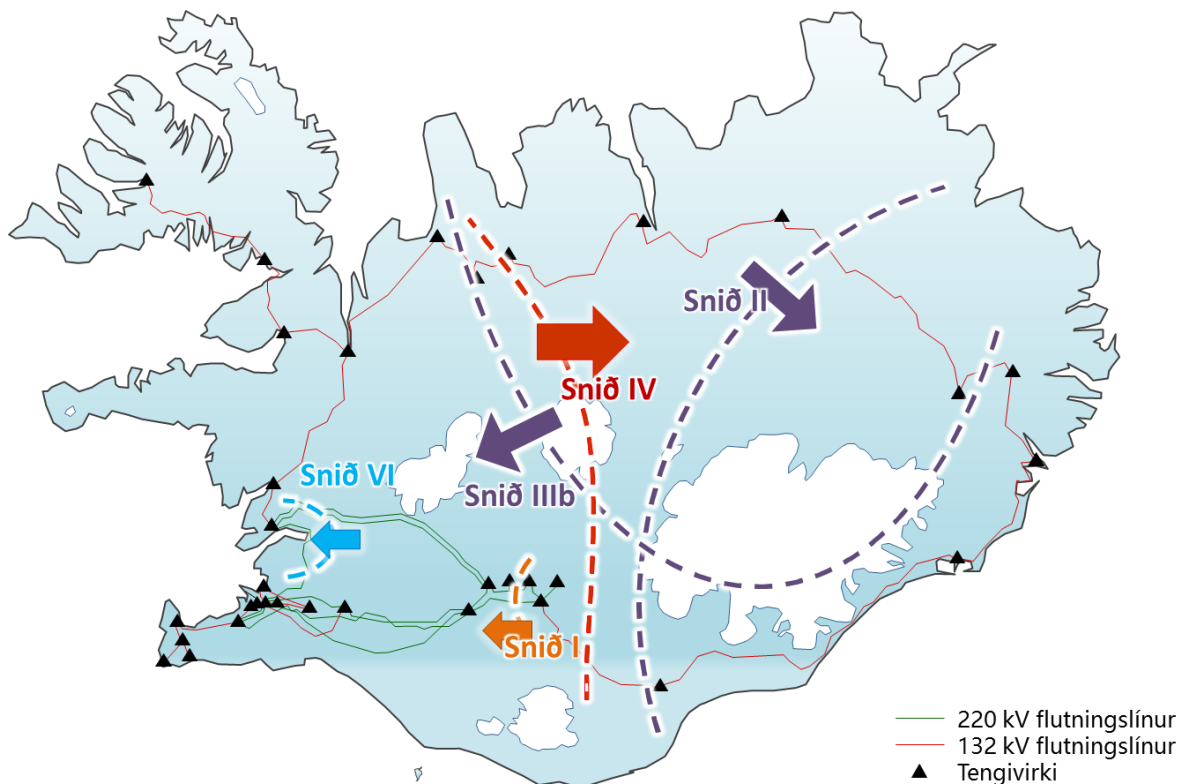 Snið II
Snið IV
Snið VI
Snið IIIb
Snið I
220 kV flutningslínur
132 kV flutningslínur
Tengivirki